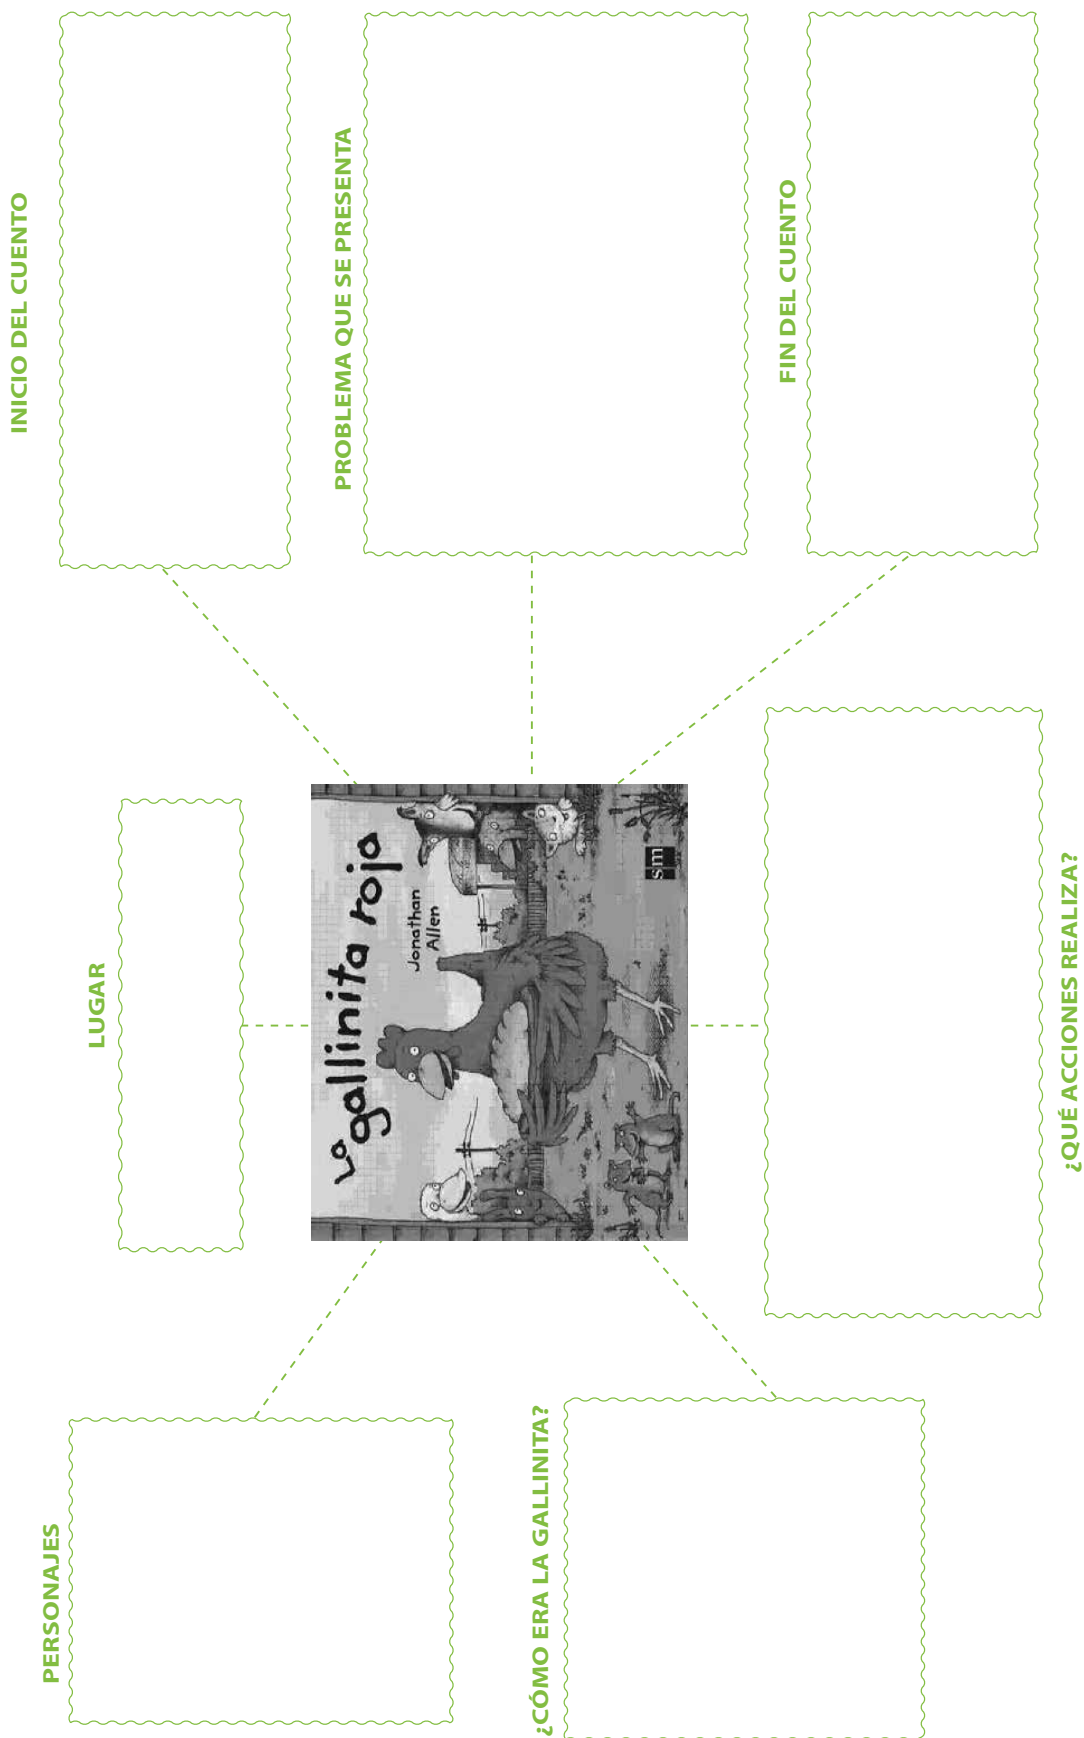 PERSONAJES
LUGAR
INICIO DEL CUENTO
La gallinita roja
Jonathan
Allen
sm
PROBLEMA QUE SE PRESENTA
¿CÓMO ERA LA GALLINITA?
¿QUÉ ACCIONES REALIZA?
FIN DEL CUENTO